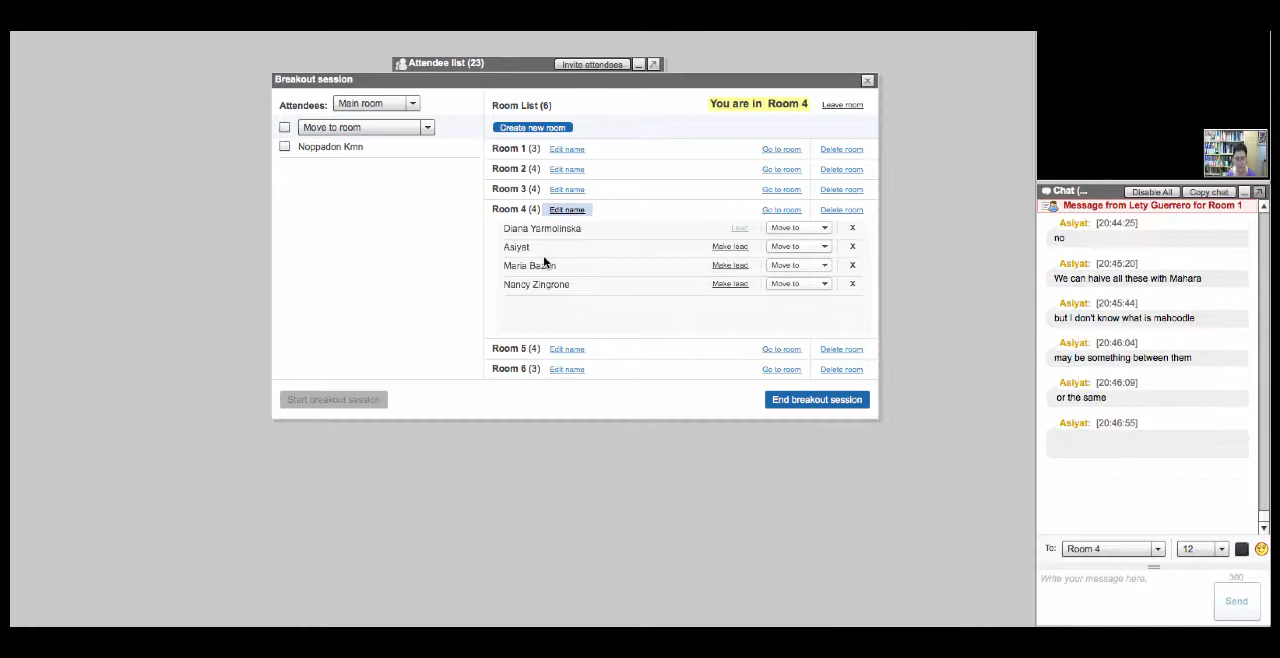 Attendee list (23)
Invite attendees
Breakout session
X
Attendees: Main room
Move to room
Noppadon Kmn
Room List (6)
You are in Room 4
Leave room
Create new room
Room 1 (3) Edit name Go to room Delete room
Room 2 (4) Edit name Go to room Delete room
Room 3 (4) Edit name Go to room Delete room
Room 4 (4) Edit name Go to room Delete room
Diana Yarmolinska Lead Move to X
Asiyat Make lead Move to X
Maria Bazen Make lead Move to X
Nancy Zingrone Make lead Move to X
Room 5 (4) Edit name Go to room Delete room
Room 6 (3) Edit name Go to room Delete room
Start breakout session
End breakout session
Chat (...
Disable All
Copy chat
Message from Lety Guerrero for Room 1
Asiyat: [20:44:25]
no
Asiyat: [20:45:20]
We can halve all these with Mahara
Asiyat: [20:45:44]
but I don't know what is mahoodle
Asiyat: [20:46:04]
may be something between them
Asiyat: [20:46:09]
or the same
Asiyat: [20:46:55]
To: Room 4 12
Write your message here.
300
Send